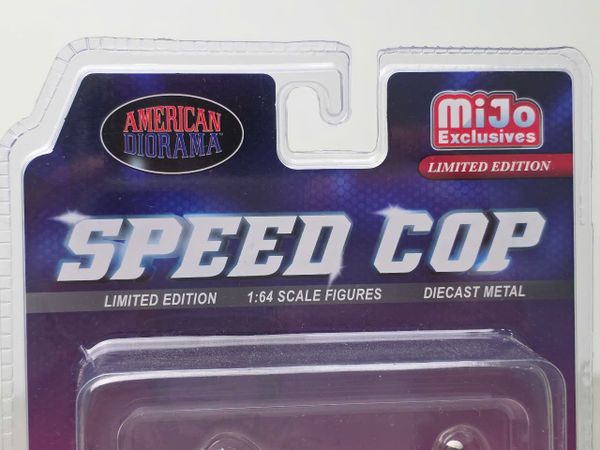 AMERICAN
DIORAMA
MiJo
Exclusives
LIMITED EDITION
SPEED COP
LIMITED EDITION 1:64 SCALE FIGURES DIECAST METAL